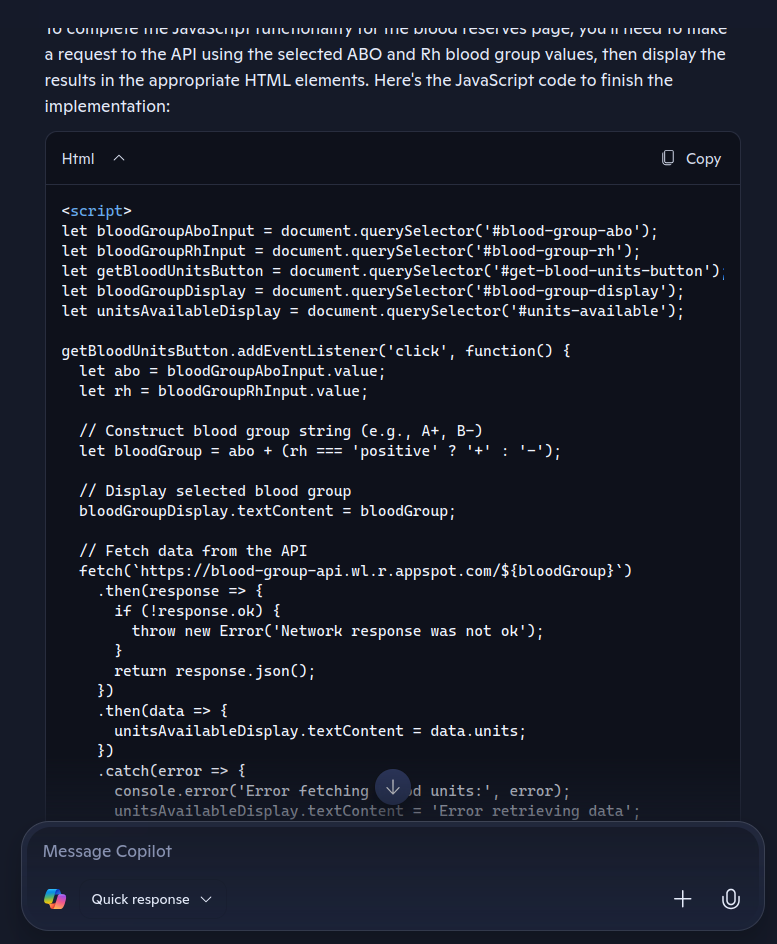 To complete the JavaScript functionality for the blood reserves page, you'll need to make
a request to the API using the selected ABO and Rh blood group values, then display the
results in the appropriate HTML elements. Here's the JavaScript code to finish the
implementation:
Html
Copy
<script>
let bloodGroupAboInput = document.querySelector('#blood-group-abo');
let bloodGroupRhInput = document.querySelector('#blood-group-rh');
let getBloodUnitsButton = document.querySelector('#get-blood-units-button');
let bloodGroupDisplay = document.querySelector('#blood-group-display');
let unitsAvailableDisplay = document.querySelector('#units-available');

getBloodUnitsButton.addEventListener('click', function() {
  let abo = bloodGroupAboInput.value;
  let rh = bloodGroupRhInput.value;

  // Construct blood group string (e.g., A+, B-)
  let bloodGroup = abo + (rh === 'positive' ? '+' : '-');

  // Display selected blood group
  bloodGroupDisplay.textContent = bloodGroup;

  // Fetch data from the API
  fetch(`https://blood-group-api.wl.r.appspot.com/${bloodGroup}`)
    .then(response => {
      if (!response.ok) {
        throw new Error('Network response was not ok');
      }
      return response.json();
    })
    .then(data => {
      unitsAvailableDisplay.textContent = data.units;
    })
    .catch(error => {
      console.error('Error fetching d units:', error);
      unitsAvailableDisplay.textContent = 'Error retrieving data';
Message Copilot
Quick response